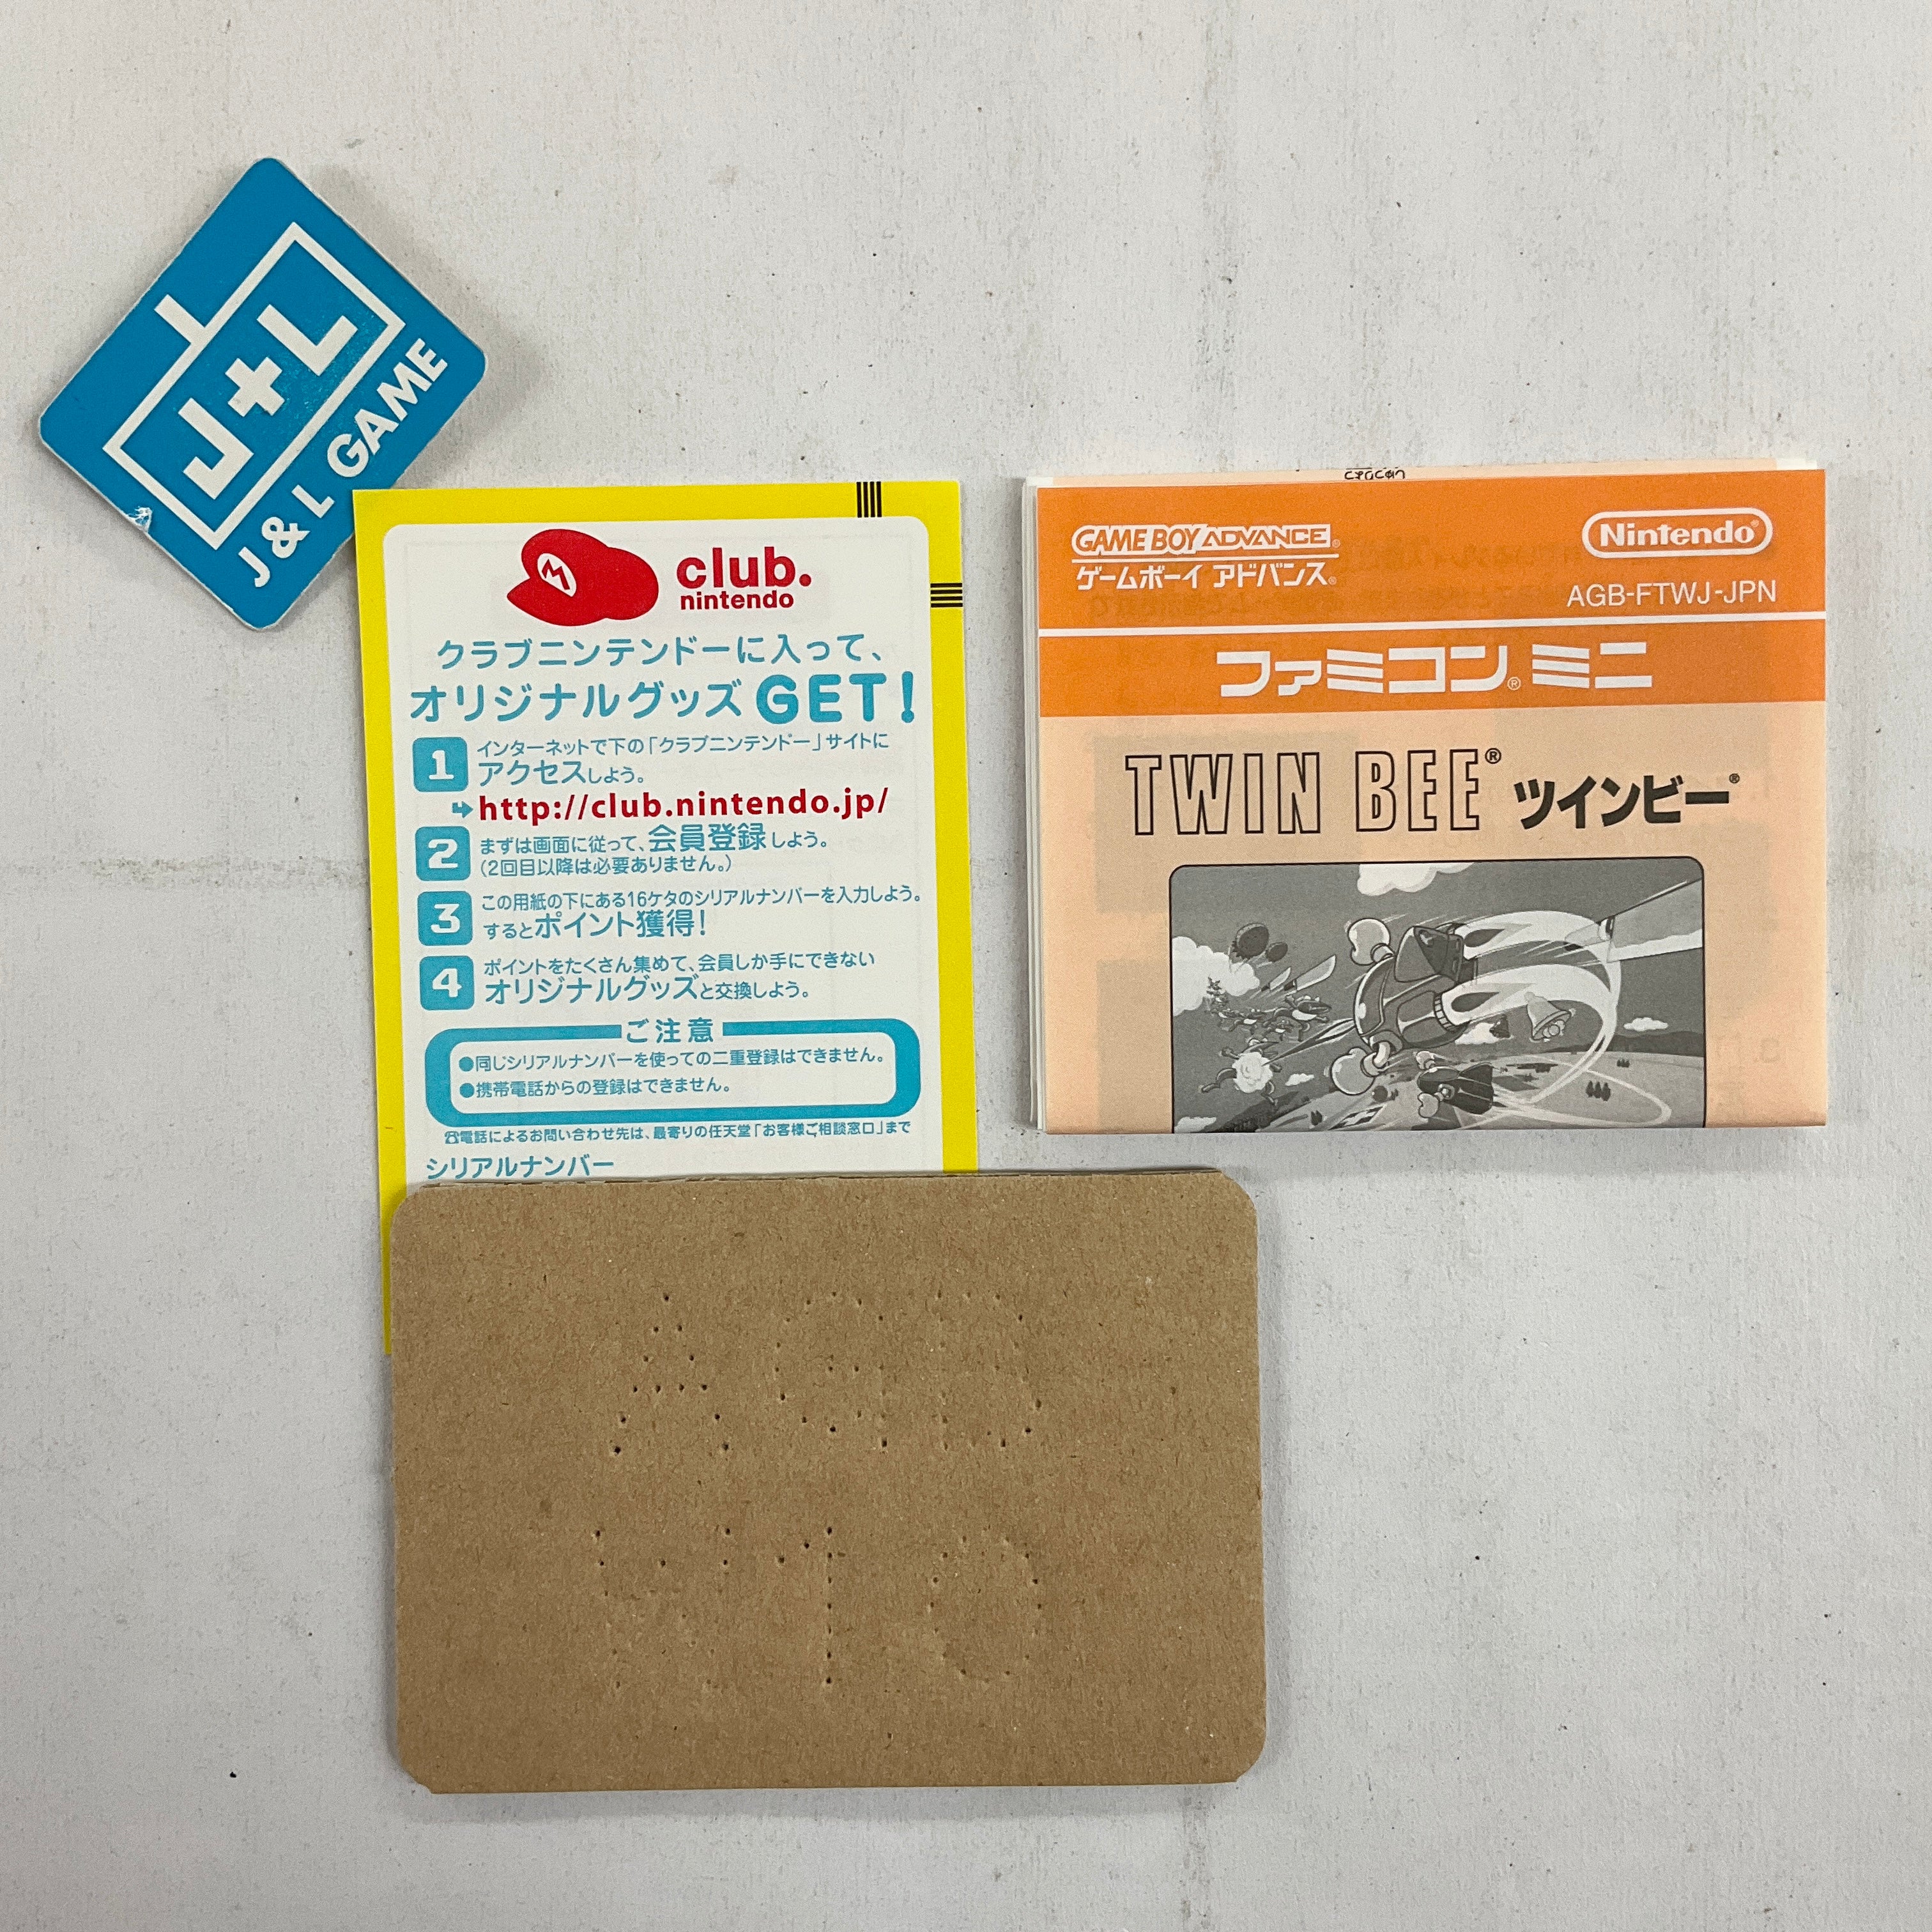 J+L
J & L GAME
club.
nintendo
クラブニンテンドーに入って、
オリジナルグッズGET!
1 インターネットで下の「クラブニンテンドー」サイトに
アクセスしよう。
http://club.nintendo.jp/
2 まずは画面に従って、会員登録しよう。
(2回目以降は必要ありません。)
3 この用紙の下にある16ケタのシリアルナンバーを入力しよう。
するとポイント獲得!
4 ポイントをたくさん集めて、会員しか手にできない
オリジナルグッズと交換しよう。
ご注意
●同じシリアルナンバーを使っての二重登録はできません。
●携帯電話からの登録はできません。
☎電話によるお問い合わせ先は、最寄りの任天堂「お客様ご相談窓口」まで
シリアルナンバー
GAME BOY ADVANCE®
ゲームボーイ アドバンス®
Nintendo®
AGB-FTWJ-JPN
ファミコン® ミニ
TWIN BEE® ツインビー®